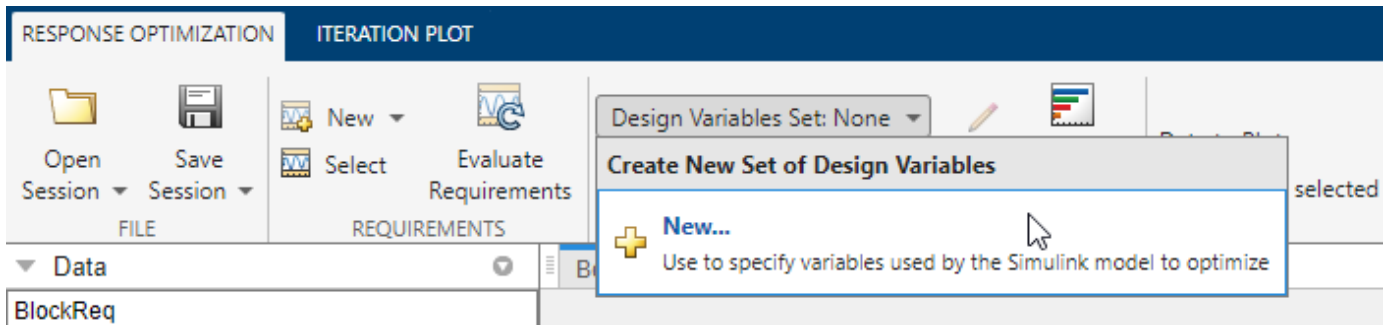 RESPONSE OPTIMIZATION ITERATION PLOT
New
Design Variables Set: None
Open Session
Save Session
Select
Evaluate Requirements
Create New Set of Design Variables
selected
FILE
REQUIREMENTS
New...
Use to specify variables used by the Simulink model to optimize
Data
BlockReq